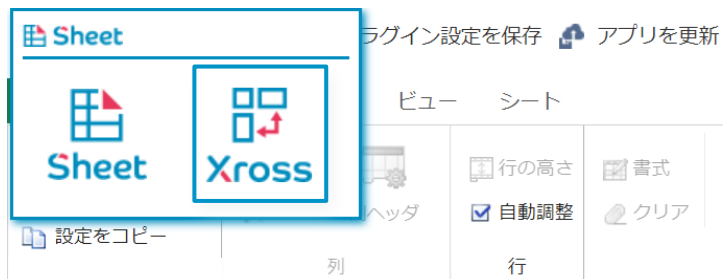 Sheet
ラグイン設定を保存 アプリを更新
Sheet Xross
ビュー シート
行の高さ 書式
ヘッダ 自動調整 クリア
設定をコピー
列 行